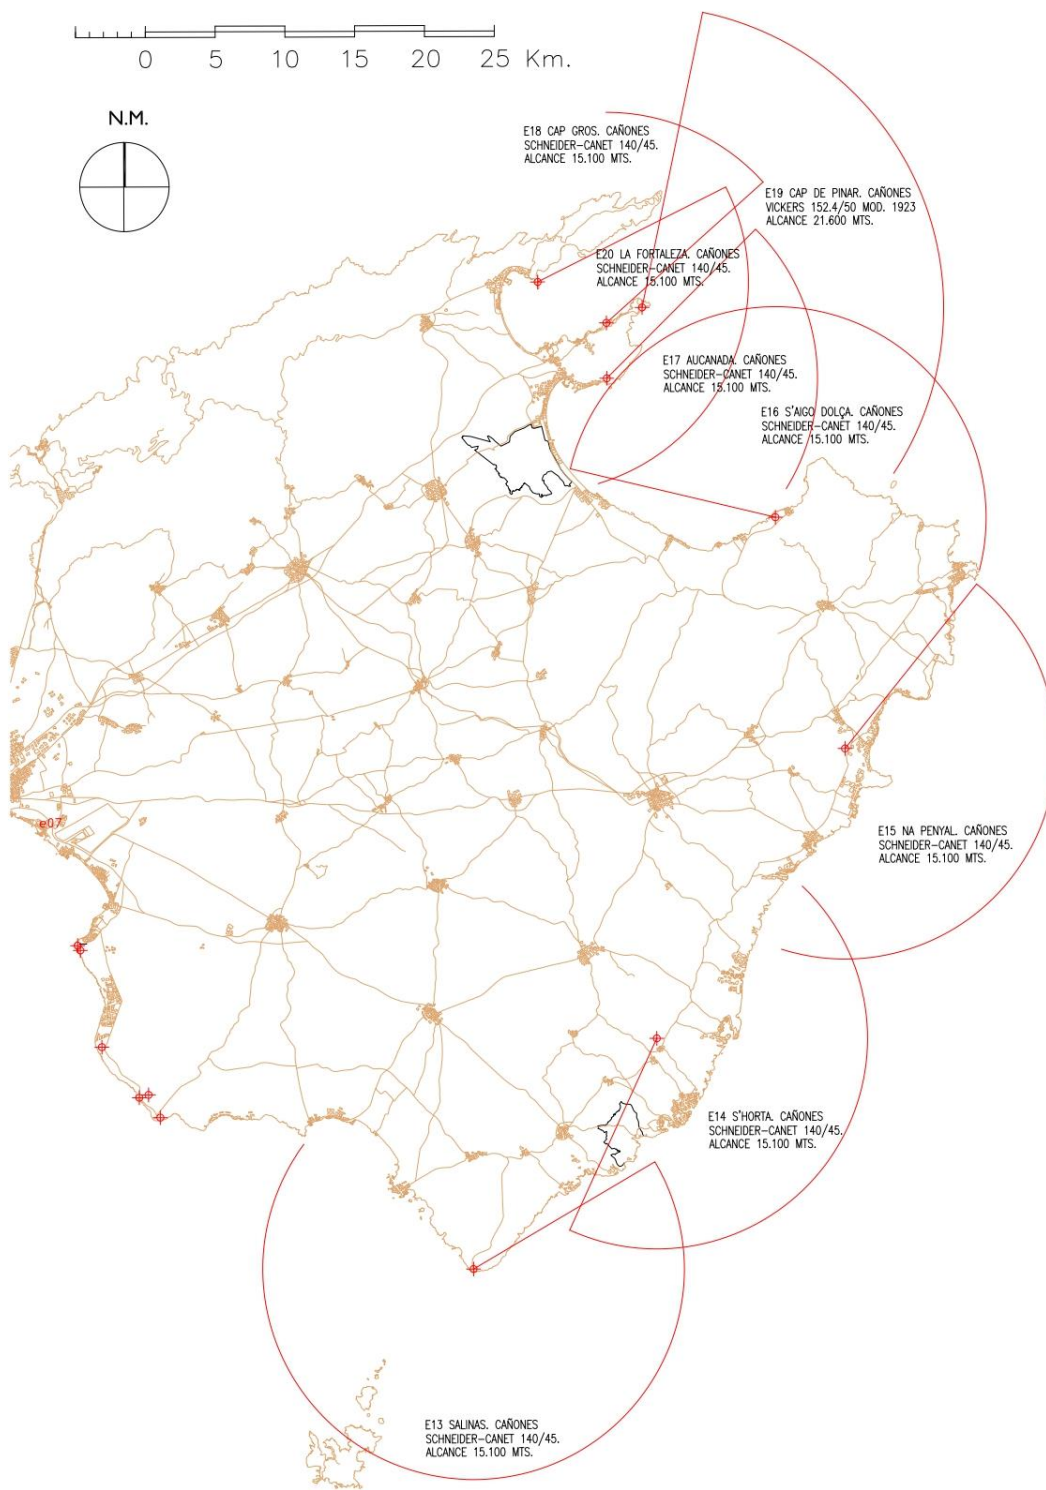 0 5 10 15 20 25 Km.
N.M.
E18 CAP GROS. CAÑONES
SCHNEIDER-CANET 140/45.
ALCANCE 15.100 MTS.
E19 CAP DE PINAR. CAÑONES
VICKERS 152.4/50 MOD. 1923
ALCANCE 21.600 MTS.
E20 LA FORTALEZA. CAÑONES
SCHNEIDER-CANET 140/45.
ALCANCE 15.100 MTS.
E17 AUCANADA. CAÑONES
SCHNEIDER-CANET 140/45.
ALCANCE 15.100 MTS.
E16 S'AIGO DOLÇA. CAÑONES
SCHNEIDER-CANET 140/45.
ALCANCE 15.100 MTS.
e07
E15 NA PENYAL. CAÑONES
SCHNEIDER-CANET 140/45.
ALCANCE 15.100 MTS.
E14 S'HORTA. CAÑONES
SCHNEIDER-CANET 140/45.
ALCANCE 15.100 MTS.
E13 SALINAS. CAÑONES
SCHNEIDER-CANET 140/45.
ALCANCE 15.100 MTS.